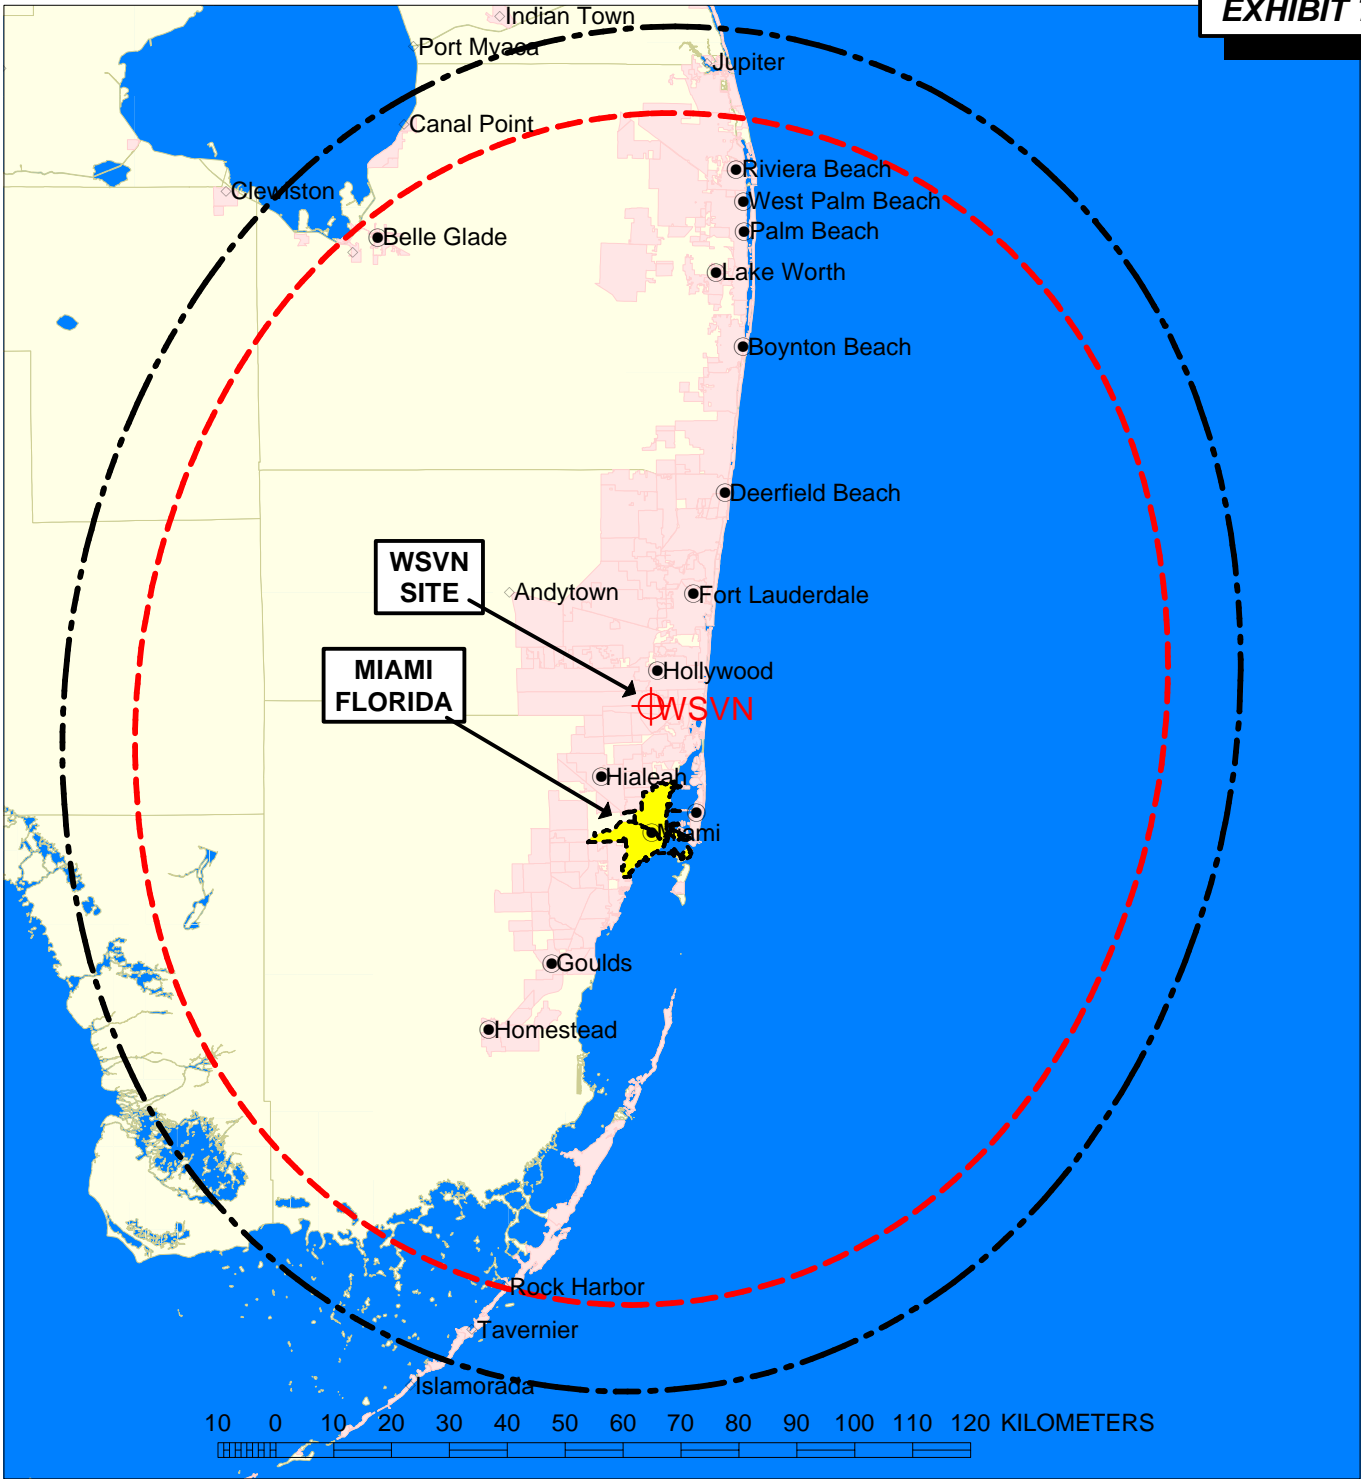 EXHIBIT
Indian Town
Port Myaca
Jupiter
Canal Point
Riviera Beach
Clewiston
West Palm Beach
Palm Beach
Belle Glade
Lake Worth
Boynton Beach
Deerfield Beach
WSVN
SITE
Andytown
Fort Lauderdale
MIAMI
FLORIDA
Hollywood
WSVN
Hialeah
Miami
Goulds
Homestead
Rock Harbor
Tavernier
Islamorada
10 0 10 20 30 40 50 60 70 80 90 100 110 120 KILOMETERS